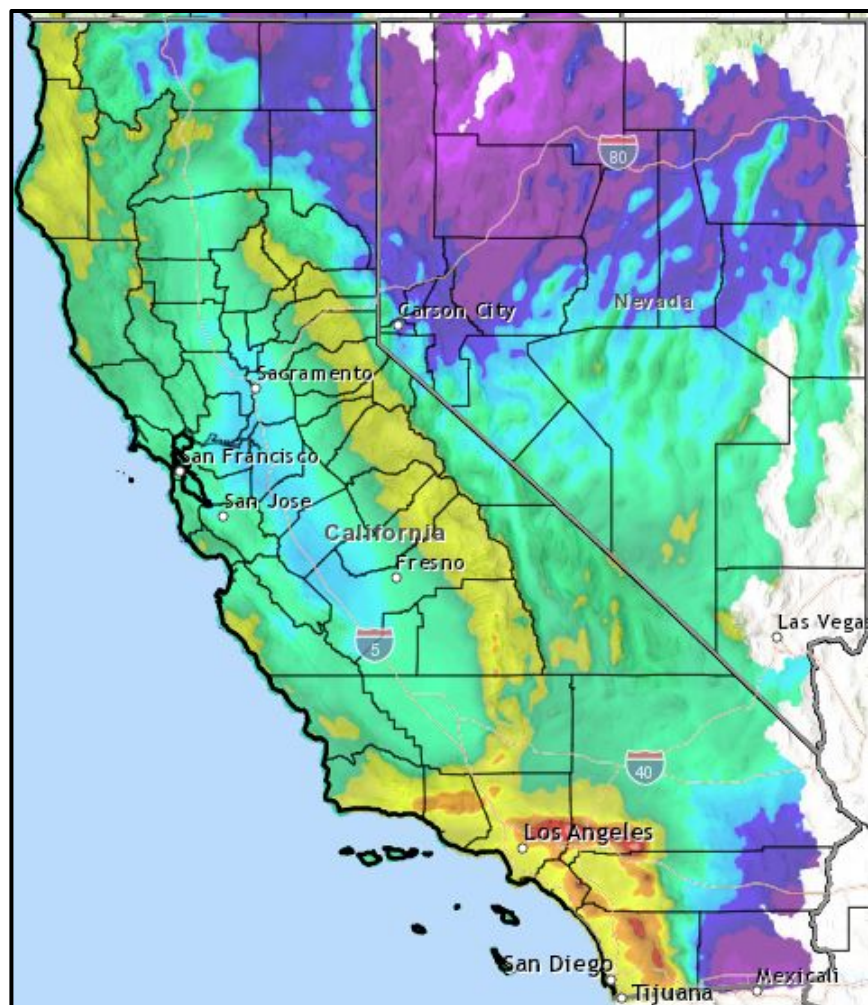 80
Nevada
Carson City
Sacramento
San Francisco
San Jose
California
Fresno
Las Vega
5
40
Los Angeles
San Diego
Mexicali
Tijuana